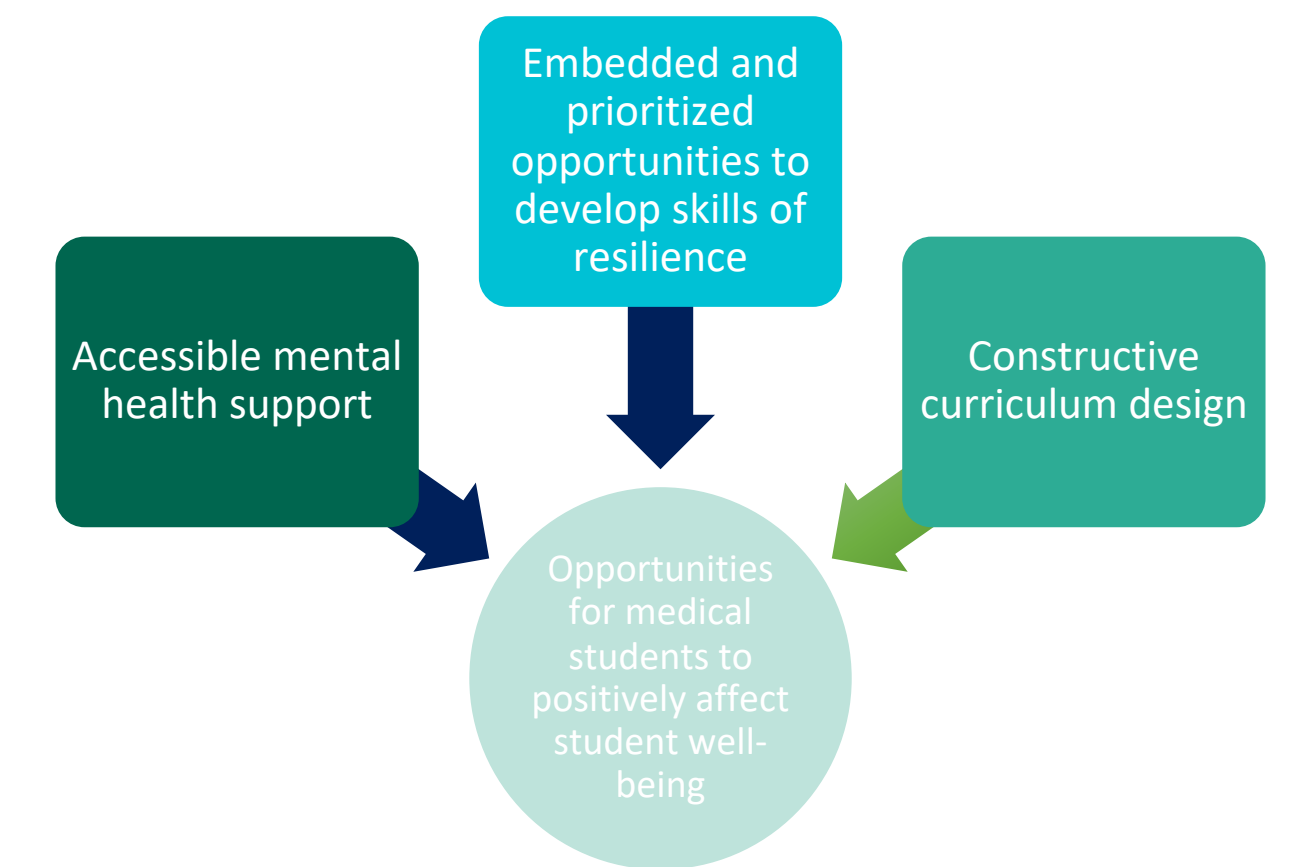 Embedded and
prioritized
opportunities to
develop skills of
resilience
Accessible mental
health support
Constructive
curriculum design
Opportunities
for medical
students to
positively affect
student well-
being